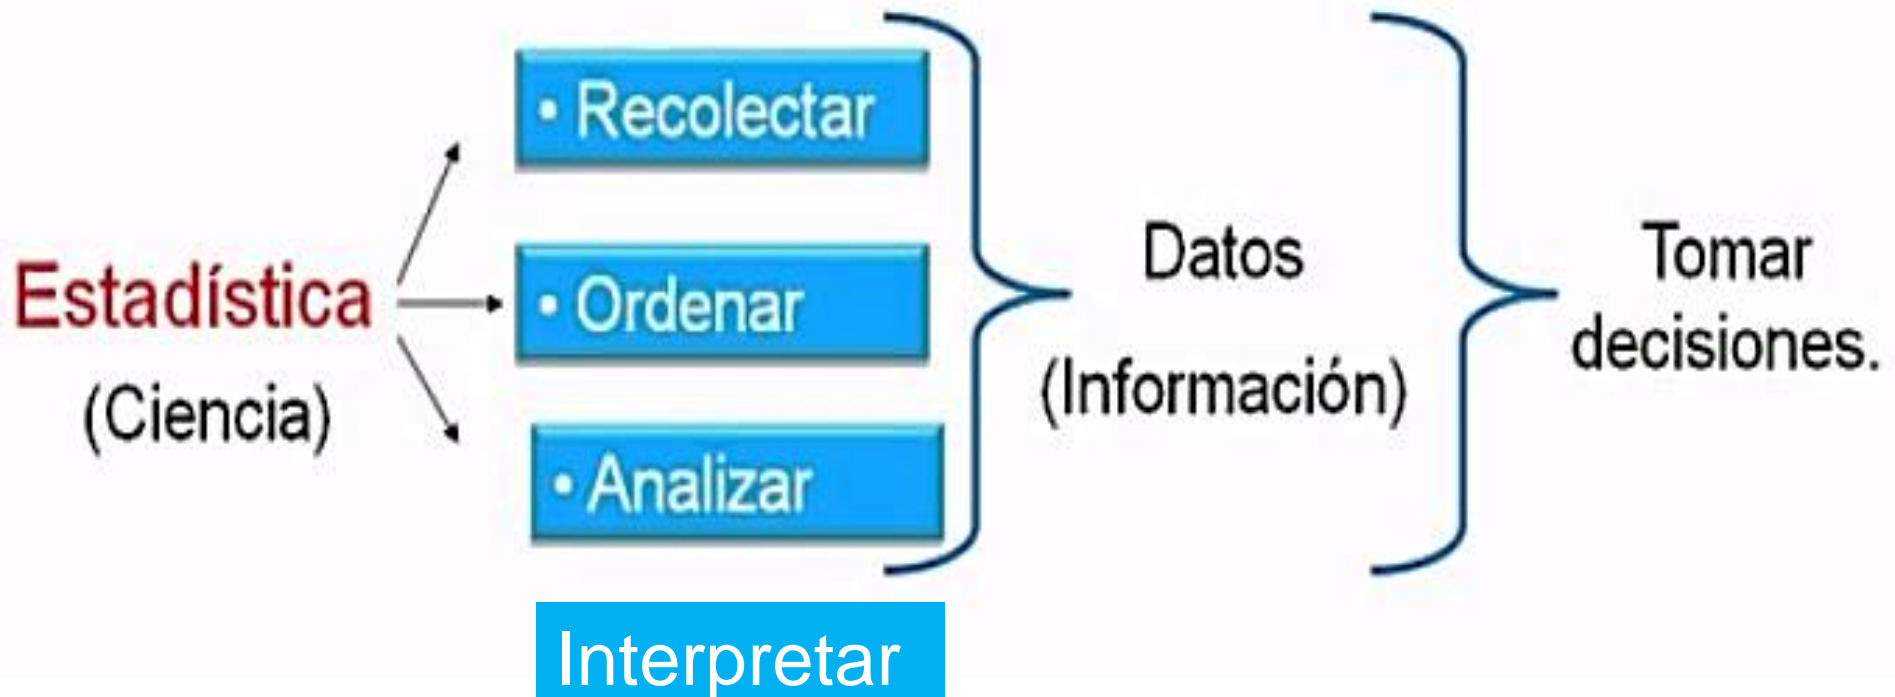 Estadística
(Ciencia)
• Recolectar
• Ordenar
• Analizar
Interpretar
Datos
(Información)
Tomar
decisiones.